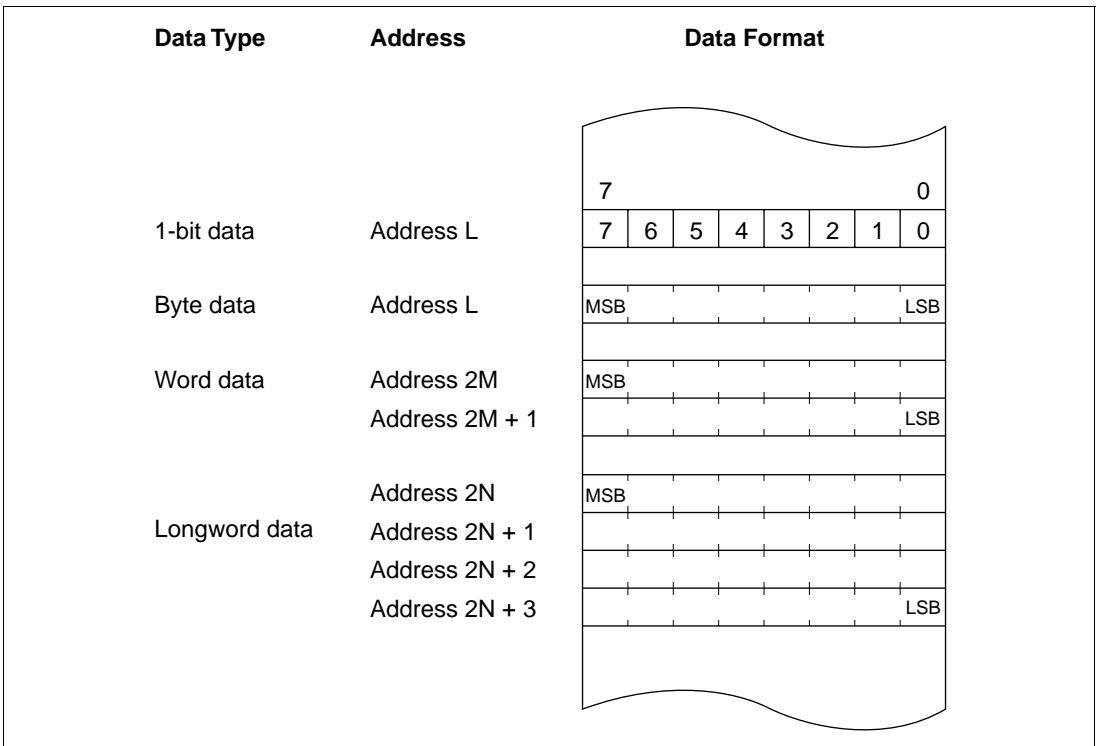 Data Type Address Data Format
7 0
1-bit data Address L 7 6 5 4 3 2 1 0
Byte data Address L MSB LSB
Word data Address 2M MSB
Address 2M + 1 LSB
Address 2N MSB
Longword data Address 2N + 1
Address 2N + 2
Address 2N + 3 LSB